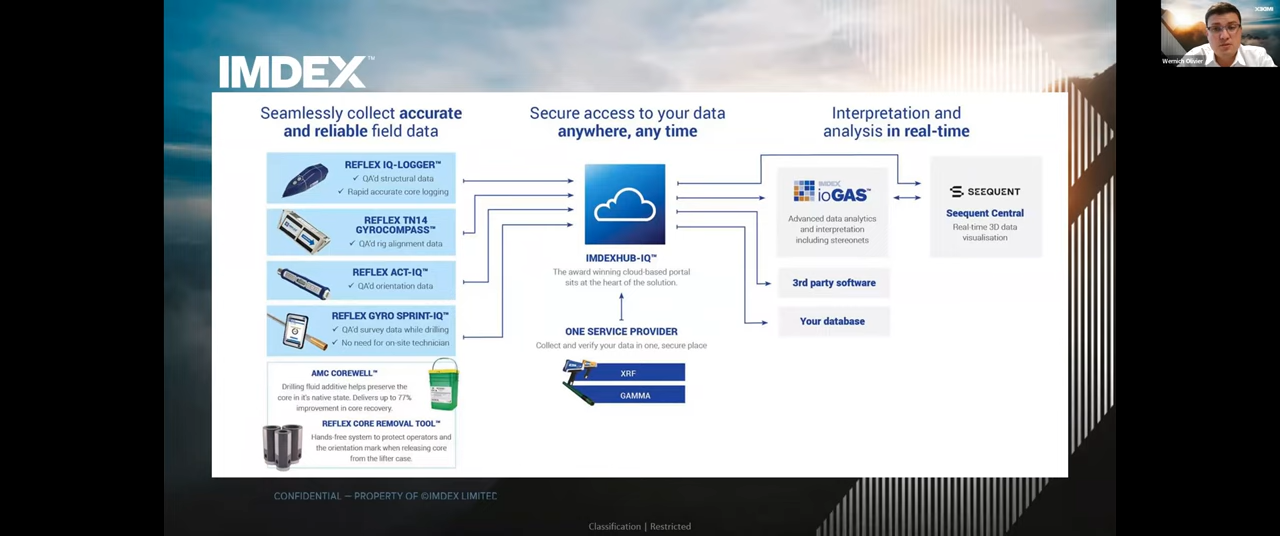 IMDEX™
Seamlessly collect accurate
and reliable field data
REFLEX IQ-LOGGER™
✓ QA'd structural data
✓ Rapid accurate core logging
REFLEX TN14
GYROCOMPASS™
✓ QA'd rig alignment data
REFLEX ACT-IQ™
✓ QA'd orientation data
REFLEX GYRO SPRINT-IQ™
✓ QA'd survey data while drilling
✓ No need for on-site technician
AMC COREWELL™
Drilling fluid additive helps preserve the
core in it's native state. Delivers up to 77%
improvement in core recovery.
REFLEX CORE REMOVAL TOOL™
Hands-free system to protect operators and
the orientation mark when releasing core
from the lifter case.
Secure access to your data
anywhere, any time
IMDEXHUB-IQ™
The award winning cloud-based portal
sits at the heart of the solution.
ONE SERVICE PROVIDER
Collect and verify your data in one, secure place
XRF
GAMMA
Interpretation and
analysis in real-time
IMDEX
ioGAS™
Advanced data analytics
and interpretation
including stereonets
SEEQUENT
Seequent Central
Real-time 3D data
visualisation
3rd party software
Your database
CONFIDENTIAL — PROPERTY OF ©IMDEX LIMITED
Classification | Restricted
Wernich Olivier